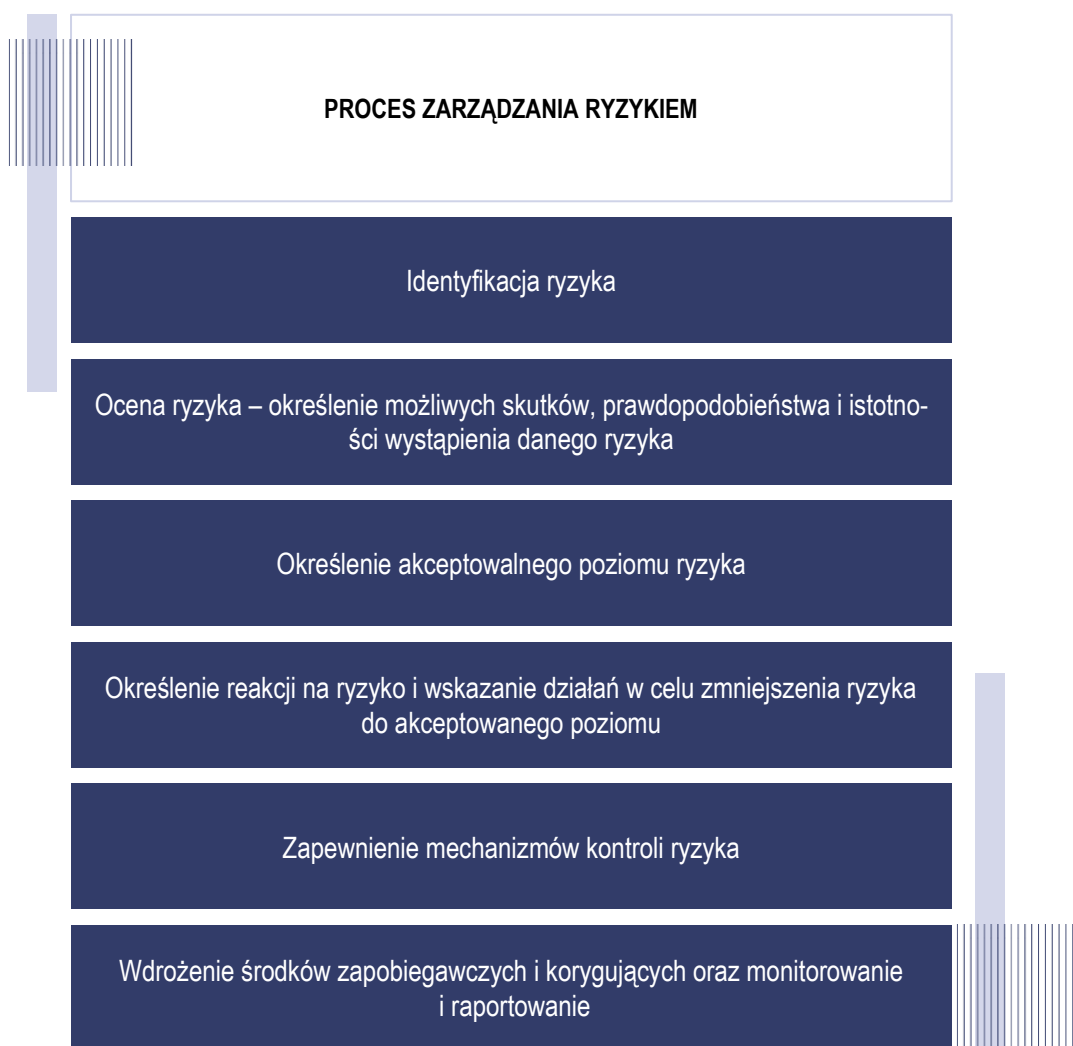 PROCES ZARZĄDZANIA RYZYKIEM
Identyfikacja ryzyka
Ocena ryzyka – określenie możliwych skutków, prawdopodobieństwa i istotno-
ści wystąpienia danego ryzyka
Określenie akceptowalnego poziomu ryzyka
Określenie reakcji na ryzyko i wskazanie działań w celu zmniejszenia ryzyka
do akceptowanego poziomu
Zapewnienie mechanizmów kontroli ryzyka
Wdrożenie środków zapobiegawczych i korygujących oraz monitorowanie
i raportowanie